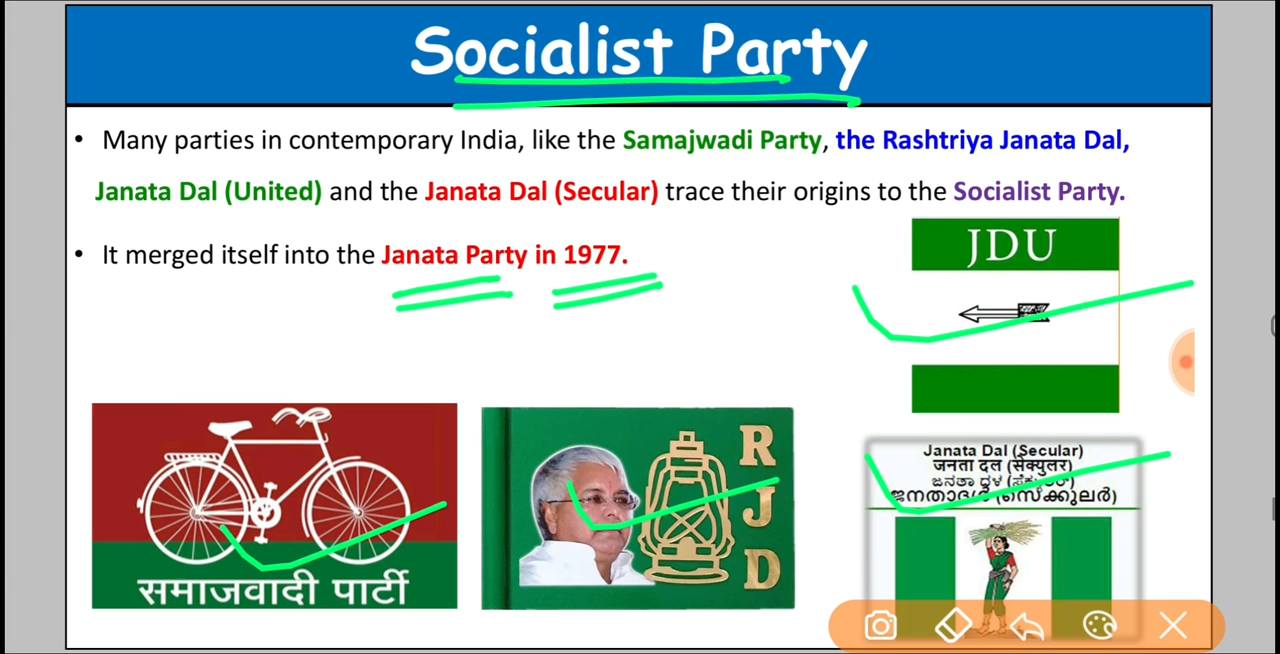 Socialist Party
• Many parties in contemporary India, like the Samajwadi Party, the Rashtriya Janata Dal,
Janata Dal (United) and the Janata Dal (Secular) trace their origins to the Socialist Party.
• It merged itself into the Janata Party in 1977.
JDU
समाजवादी पार्टी
R
J
D
Janata Dal (Secular)
जनता दल (सेक्युलर)
ಜನತಾ ದಳ